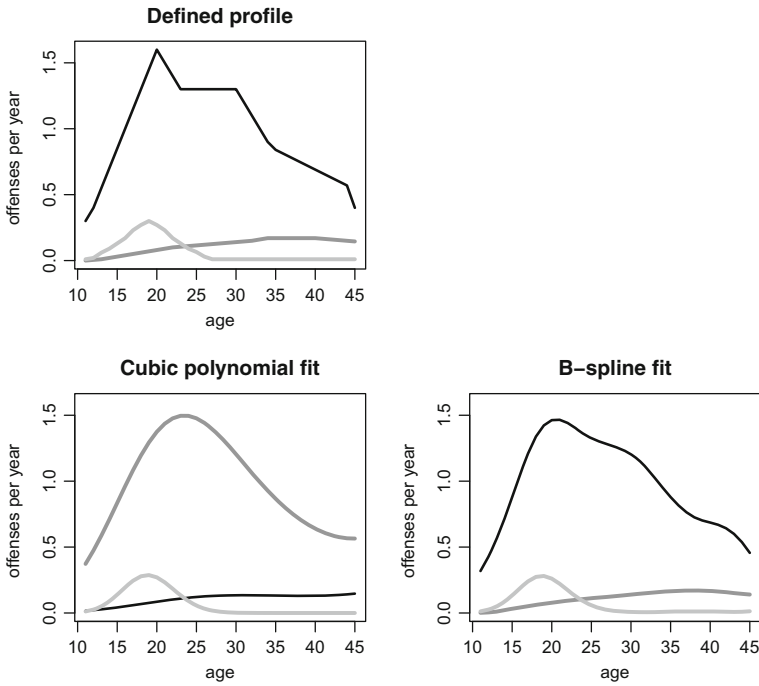 Defined profile
offenses per year
0.0 0.5 1.0 1.5
10 15 20 25 30 35 40 45
age
Cubic polynomial fit
offenses per year
0.0 0.5 1.0 1.5
10 15 20 25 30 35 40 45
age
B−spline fit
offenses per year
0.0 0.5 1.0 1.5
10 15 20 25 30 35 40 45
age